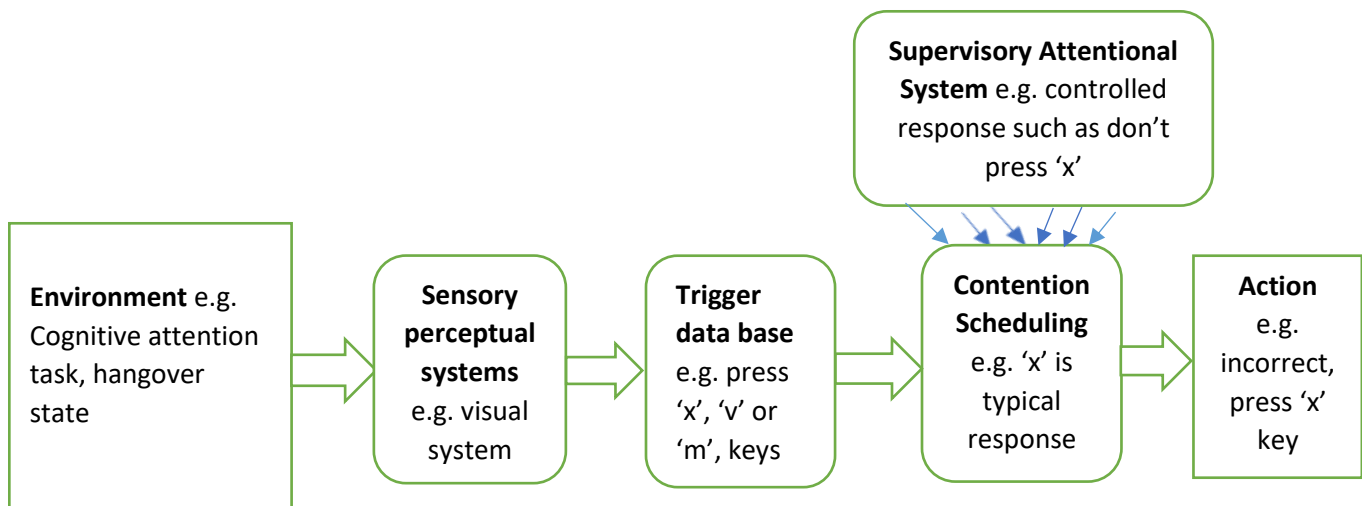 Supervisory Attentional
System e.g. controlled
response such as don’t
press ‘x’
Environment e.g.
Cognitive attention
task, hangover
state
Sensory
perceptual
systems
e.g. visual
system
Trigger
data base
e.g. press
‘x’, ‘v’ or
‘m’, keys
Contention
Scheduling
e.g. ‘x’ is
typical
response
Action
e.g.
incorrect,
press ‘x’
key